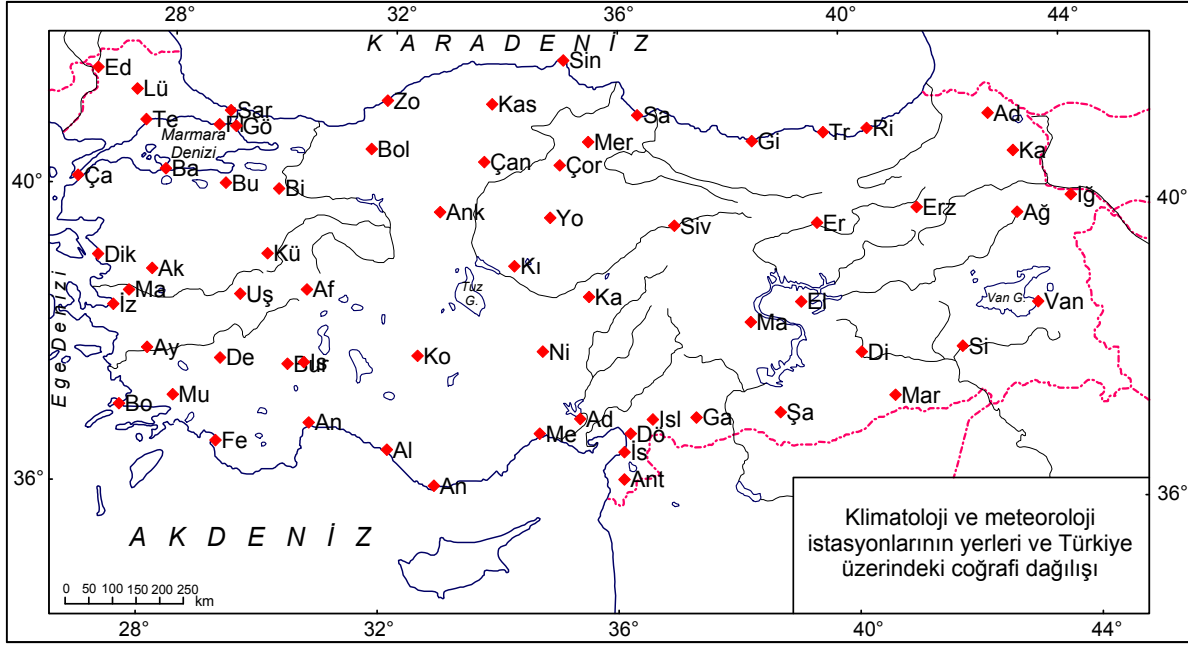 28° 32° 36° 40° 44°
K A R A D E N İ Z
Sin
Ed
Lü
Zo
Kas
Sar
Te
Gö
Sa
Ad
Marmara
Denizi
Bol
Mer
Gi
Tr
Ri
Ka
Çan
Çor
Ba
Ça
Bu
Bi
40°
40°
Iğ
Ank
Yo
Siv
Er
Erz
Ağ
Dik
Ak
Kü
Kı
Tuz
G.
Ma
İz
Uş
Af
Ka
El
Van G.
Van
Ma
Ay
De
Bur
Is
Ko
Ni
Di
Si
Ege Denizi
Bo
Mu
Mar
Fe
An
Al
Me
Ad
Dö
Isl
Ga
Şa
İs
Ant
An
36°
36°
A K D E N İ Z
Klimatoloji ve meteoroloji
istasyonlarının yerleri ve Türkiye
üzerindeki coğrafi dağılışı
0 50 100 150 200 250
km
28° 32° 36° 40° 44°